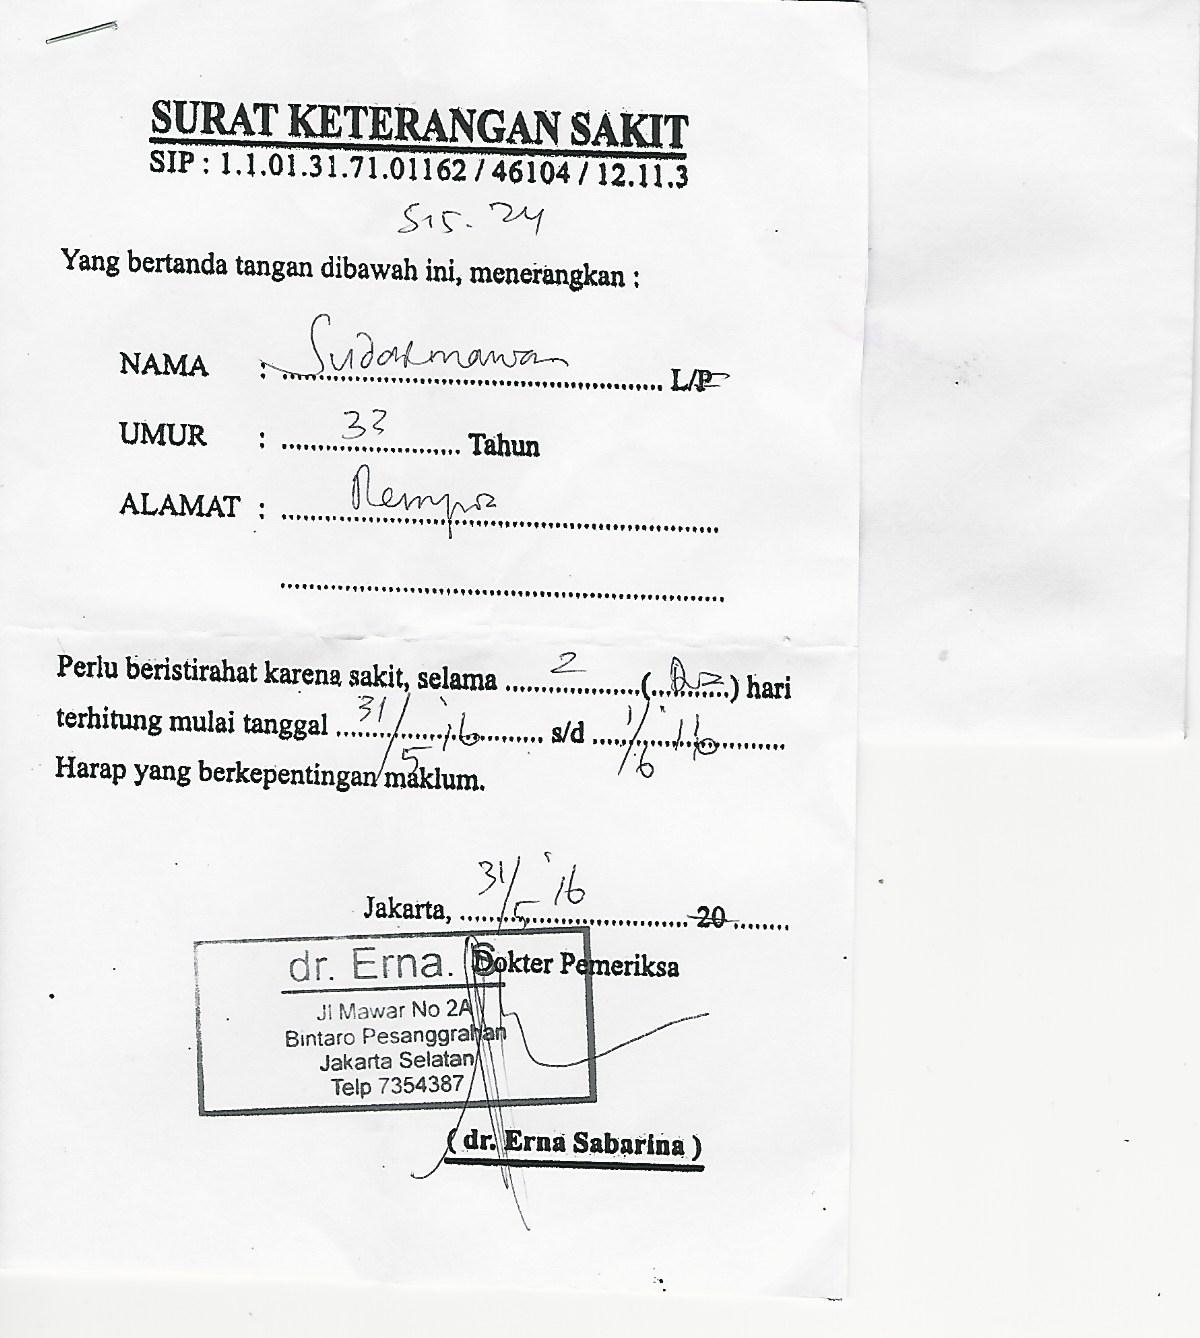 SURAT KETERANGAN SAKIT
SIP : 1.1.01.31.71.01162 / 46104 / 12.11.3
Yang bertanda tangan dibawah ini, menerangkan :
NAMA : Sudarmawan L/P
UMUR : 33 Tahun
ALAMAT : Rempoa
Perlu beristirahat karena sakit, selama 2 (Dua) hari
terhitung mulai tanggal 31/5 '16 s/d 1/6 '16
Harap yang berkepentingan maklum.
Jakarta, 31/5 '16 20
Dokter Pemeriksa
dr. Erna. S
Jl Mawar No 2A
Bintaro Pesanggrahan
Jakarta Selatan
Telp 7354387
( dr. Erna Sabarina )